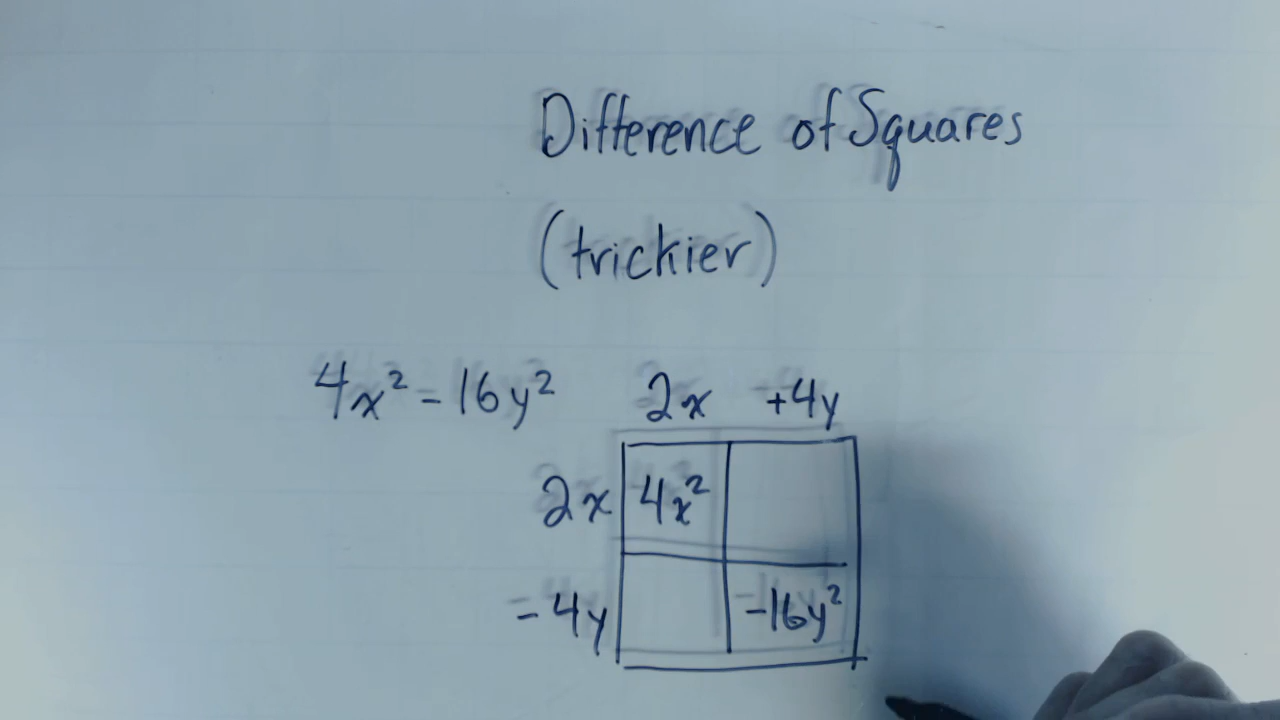 Difference of Squares
(trickier)
4x² - 16y² 2x +4y
2x 4x²
- 4y -16y²